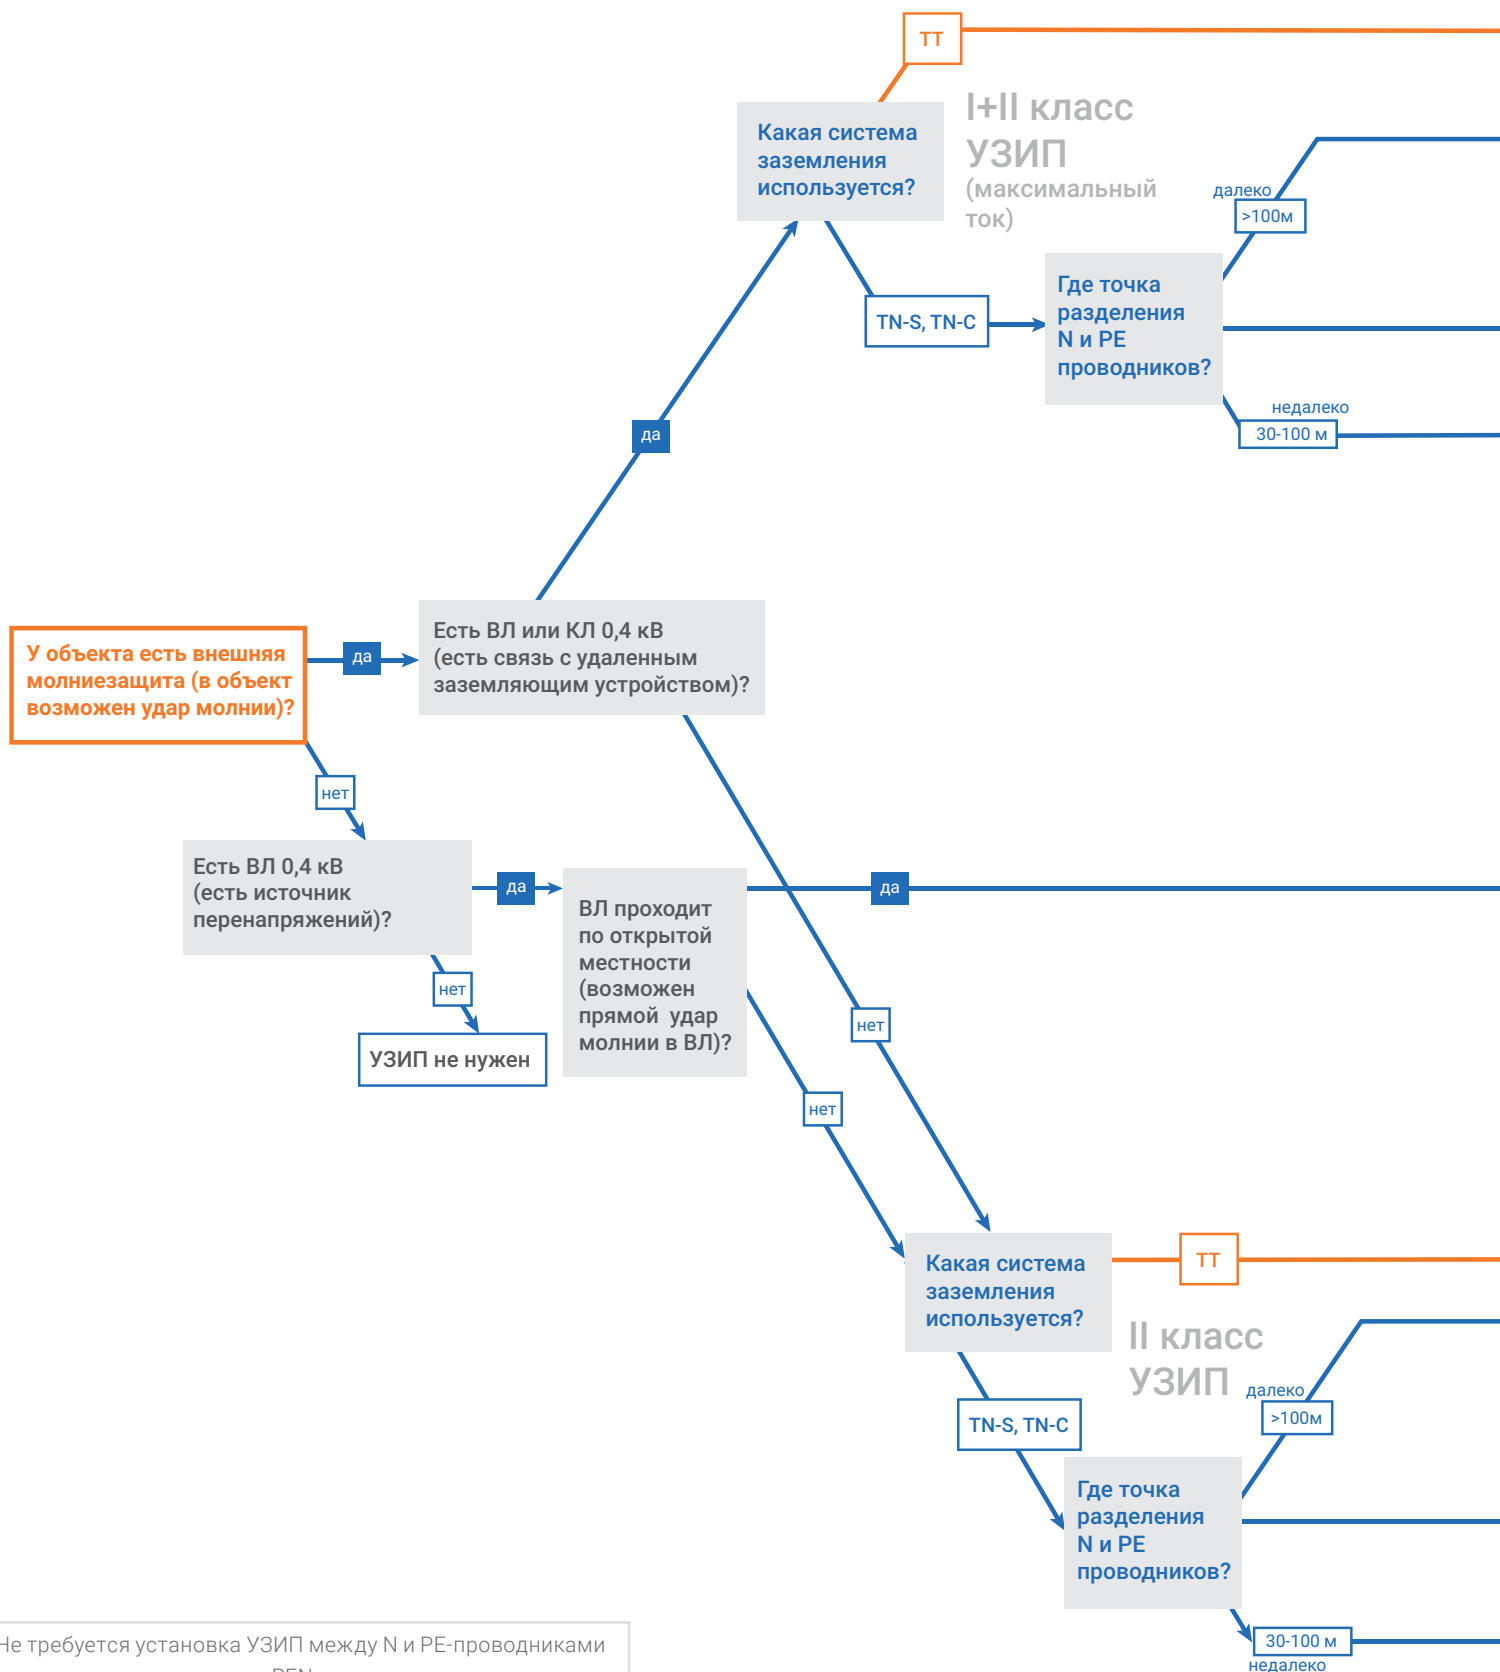 TT
I+II класс
УЗИП
(максимальный
ток)
Какая система
заземления
используется?
далеко
>100м
TN-S, TN-C
Где точка
разделения
N и PE
проводников?
недалеко
30-100 м
да
Есть ВЛ или КЛ 0,4 кВ
(есть связь с удаленным
заземляющим устройством)?
У объекта есть внешняя
молниезащита (в объект
возможен удар молнии)?
да
нет
Есть ВЛ 0,4 кВ
(есть источник
перенапряжений)?
да
ВЛ проходит
по открытой
местности
(возможен
прямой удар
молнии в ВЛ)?
да
нет
УЗИП не нужен
нет
нет
Какая система
заземления
используется?
TT
II класс
УЗИП
далеко
>100м
TN-S, TN-C
Где точка
разделения
N и PE
проводников?
30-100 м
недалеко
Не требуется установка УЗИП между N и PE-проводниками